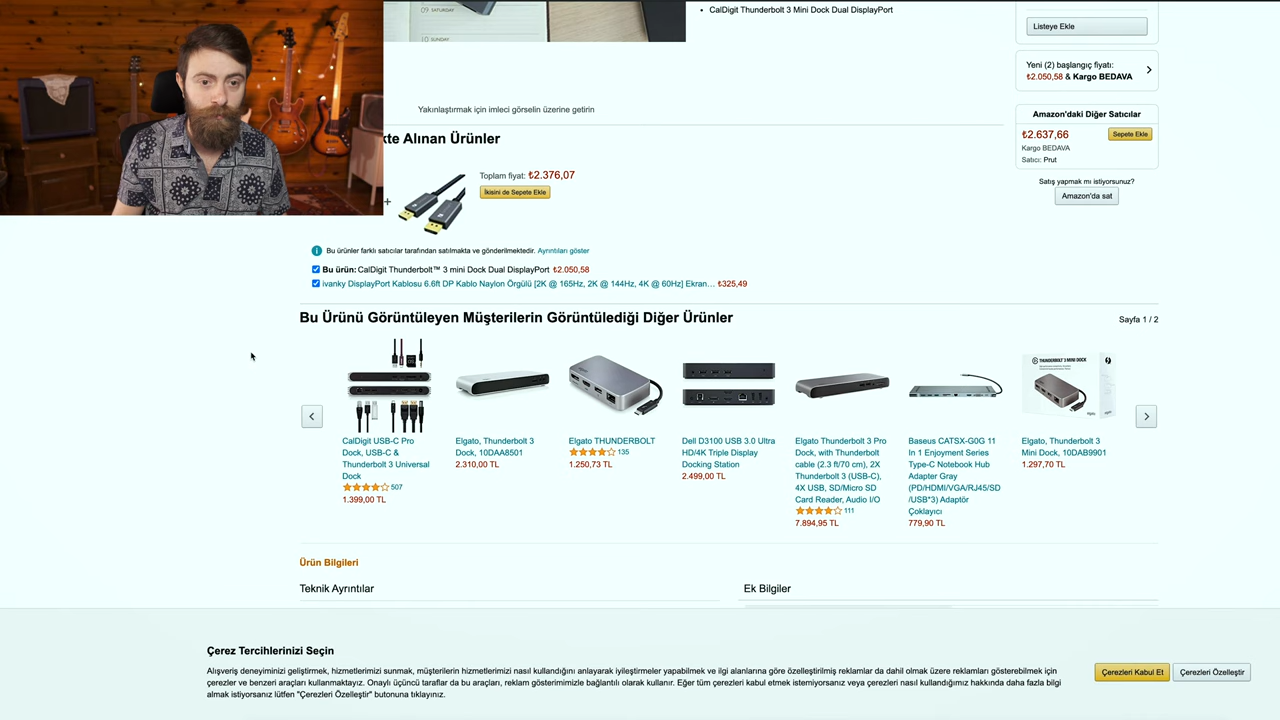 09 SATURDAY
10 SUNDAY
• CalDigit Thunderbolt 3 Mini Dock Dual DisplayPort
Listeye Ekle
Yeni (2) başlangıç fiyatı:
₺2.050,58 & Kargo BEDAVA
Amazon'daki Diğer Satıcılar
₺2.637,66
Sepete Ekle
Kargo BEDAVA
Satıcı: Prut
Satış yapmak mı istiyorsunuz?
Amazon'da sat
Yakınlaştırmak için imleci görselin üzerine getirin
kte Alınan Ürünler
+
Toplam fiyat: ₺2.376,07
İkisini de Sepete Ekle
Bu ürünler farklı satıcılar tarafından satılmakta ve gönderilmektedir. Ayrıntıları göster
Bu ürün: CalDigit Thunderbolt™ 3 mini Dock Dual DisplayPort ₺2.050,58
ivanky DisplayPort Kablosu 6.6ft DP Kablo Naylon Örgülü [2K @ 165Hz, 2K @ 144Hz, 4K @ 60Hz] Ekran… ₺325,49
Bu Ürünü Görüntüleyen Müşterilerin Görüntülediği Diğer Ürünler
Sayfa 1 / 2
CalDigit USB-C Pro
Dock, USB-C &
Thunderbolt 3 Universal
Dock
507
1.399,00 TL
Elgato, Thunderbolt 3
Dock, 10DAA8501
2.310,00 TL
Elgato THUNDERBOLT
135
1.250,73 TL
Dell D3100 USB 3.0 Ultra
HD/4K Triple Display
Docking Station
2.499,00 TL
Elgato Thunderbolt 3 Pro
Dock, with Thunderbolt
cable (2.3 ft/70 cm), 2X
Thunderbolt 3 (USB-C),
4X USB, SD/Micro SD
Card Reader, Audio I/O
111
7.894,95 TL
Baseus CATSX-G0G 11
In 1 Enjoyment Series
Type-C Notebook Hub
Adapter Gray
(PD/HDMI/VGA/RJ45/SD
/USB*3) Adaptör
Çoklayıcı
779,90 TL
THUNDERBOLT 3 MINI DOCK
Elgato, Thunderbolt 3
Mini Dock, 10DAB9901
1.297,70 TL
Ürün Bilgileri
Teknik Ayrıntılar
Ek Bilgiler
Çerez Tercihlerinizi Seçin
Alışveriş deneyiminizi geliştirmek, hizmetlerimizi sunmak, müşterilerin hizmetlerimizi nasıl kullandığını anlayarak iyileştirmeler yapabilmek ve ilgi alanlarına göre özelleştirilmiş reklamlar da dahil olmak üzere reklamları gösterebilmek için
çerezler ve benzeri araçları kullanmaktayız. Onaylı üçüncü taraflar da bu araçları, reklam gösterimimizle bağlantılı olarak kullanır. Eğer tüm çerezleri kabul etmek istemiyorsanız veya çerezleri nasıl kullandığımız hakkında daha fazla bilgi
almak istiyorsanız lütfen "Çerezleri Özelleştir" butonuna tıklayınız.
Çerezleri Kabul Et
Çerezleri Özelleştir